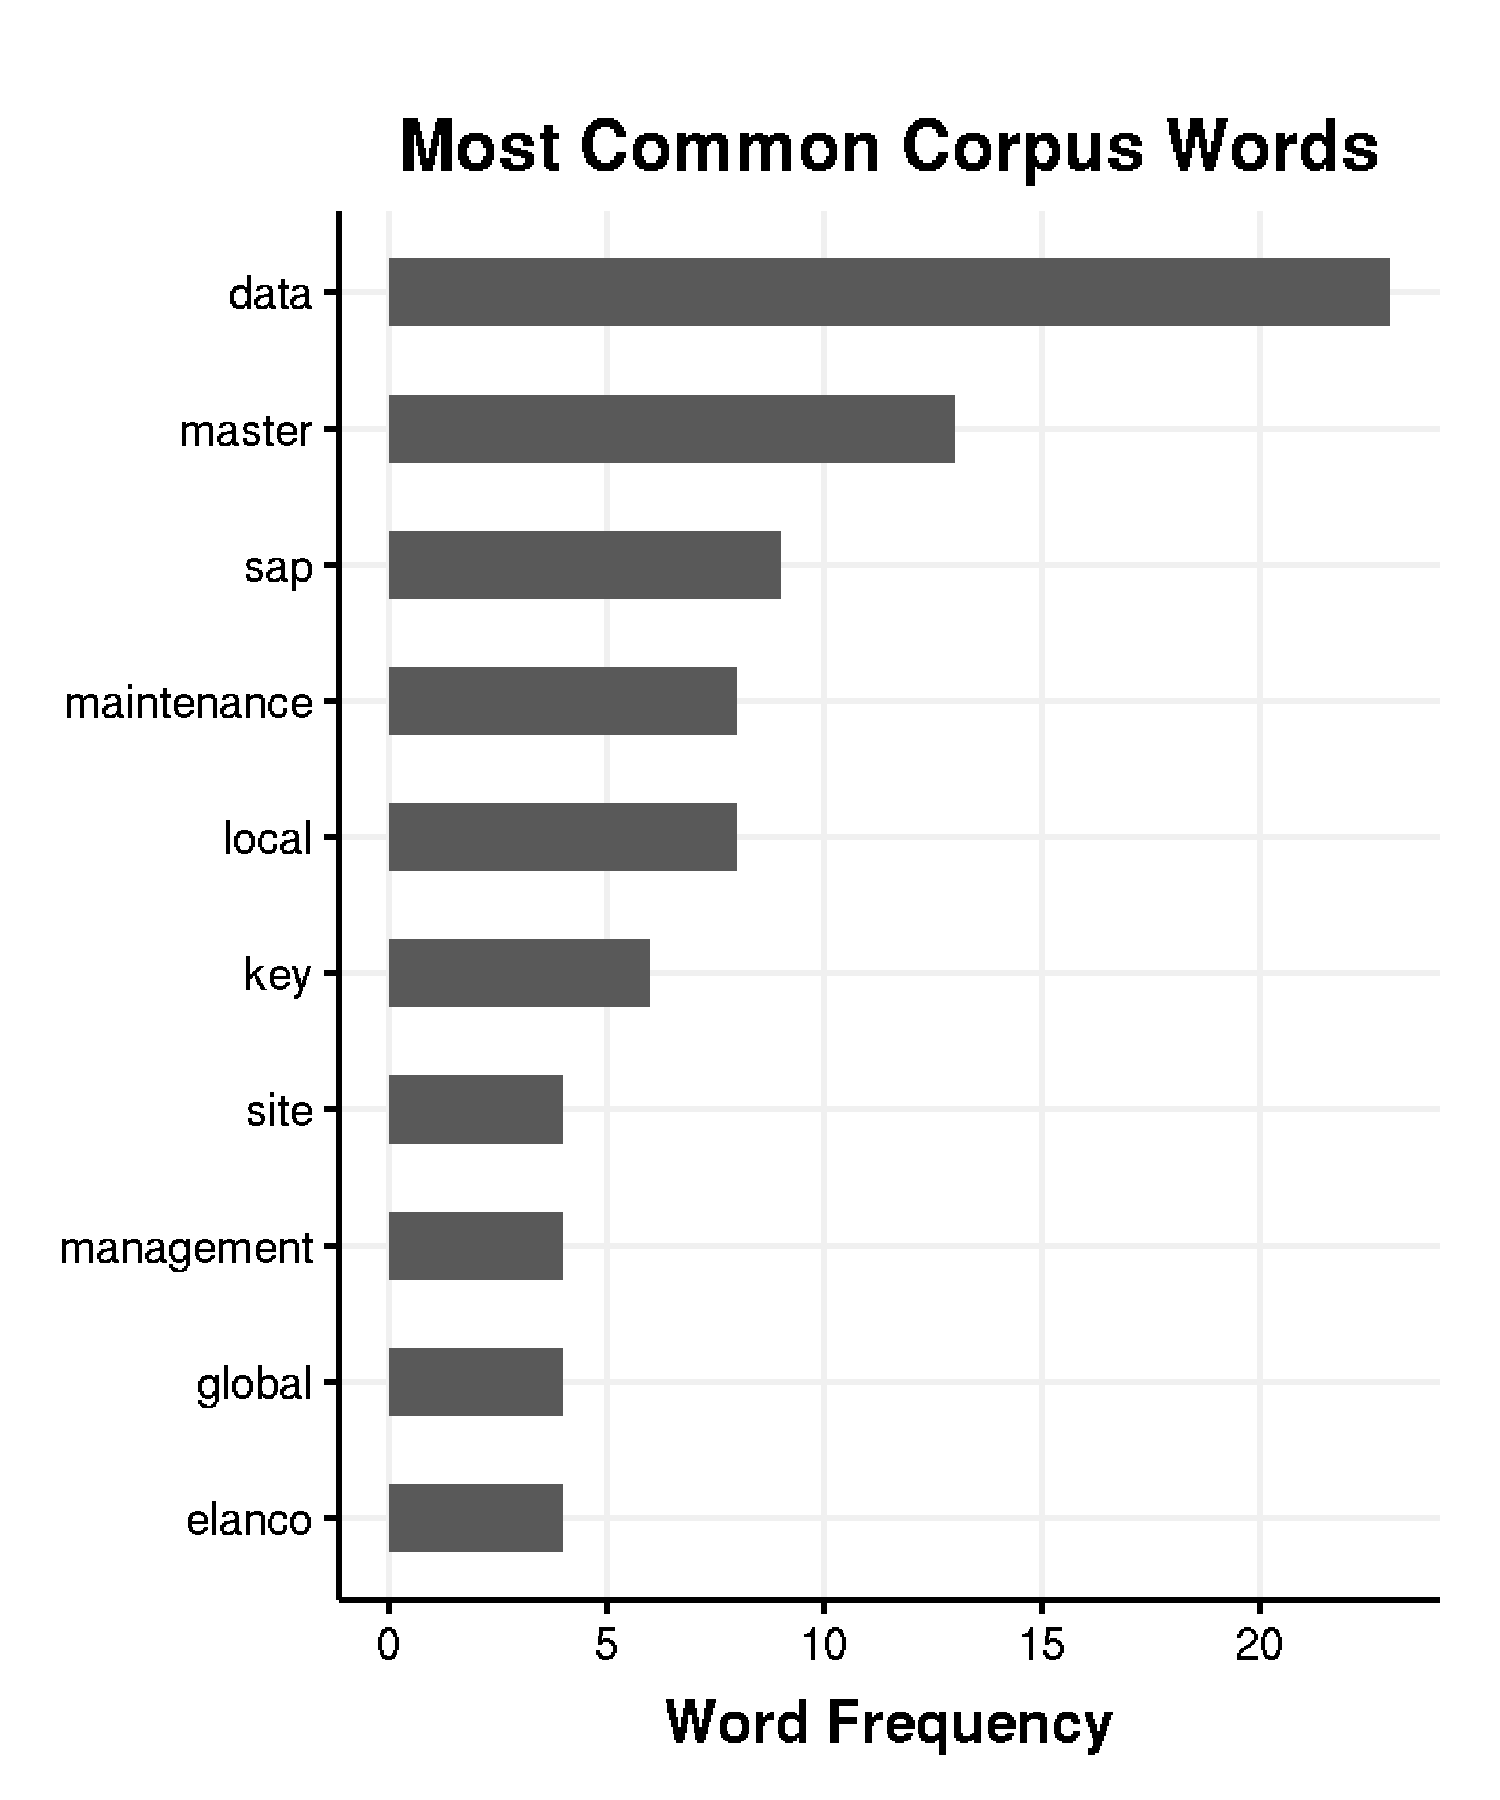 Most Common Corpus Words
data
master
sap
maintenance
local
key
site
management
global
elanco
0 5 10 15 20
Word Frequency